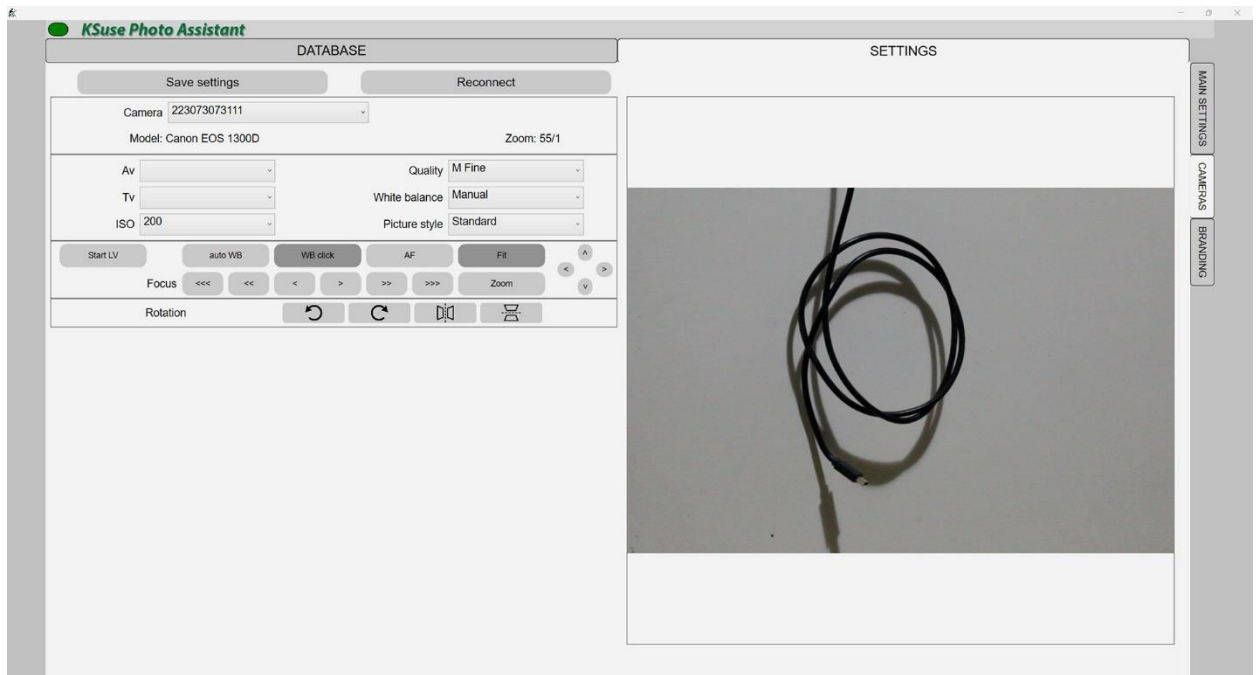 KSuse Photo Assistant
DATABASE
SETTINGS
Save settings
Reconnect
Camera 223073073111
Model: Canon EOS 1300D
Zoom: 55/1
Av
Quality M Fine
Tv
White balance Manual
ISO 200
Picture style Standard
Start LV
auto WB
WB click
AF
Fit
Focus
<<<
<<
<
>
>>
>>>
Zoom
Rotation
MAIN SETTINGS
CAMERAS
BRANDING